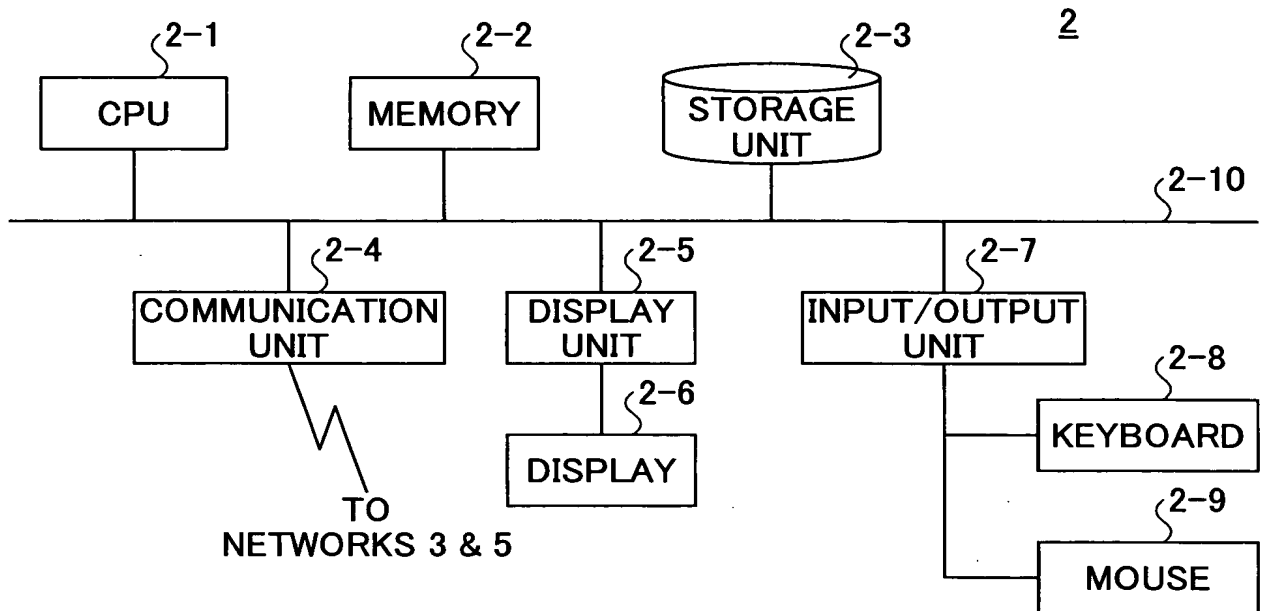 2
2-1
2-2
2-3
CPU
MEMORY
STORAGE
UNIT
2-10
2-4
2-5
2-7
COMMUNICATION
UNIT
DISPLAY
UNIT
INPUT/OUTPUT
UNIT
2-6
2-8
DISPLAY
KEYBOARD
TO
NETWORKS 3 & 5
2-9
MOUSE